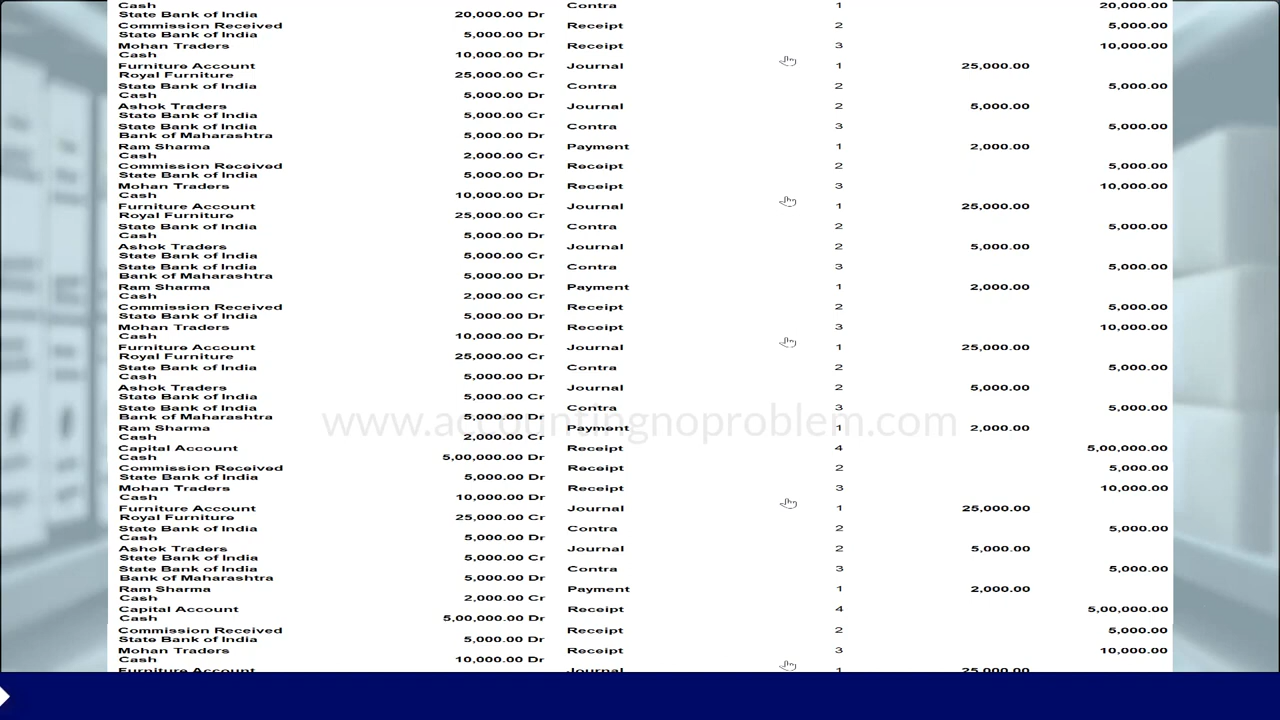 Cash Contra 1 20,000.00
State Bank of India 20,000.00 Dr
Commission Received Receipt 2 5,000.00
State Bank of India 5,000.00 Dr
Mohan Traders Receipt 3 10,000.00
Cash 10,000.00 Dr
Furniture Account Journal 1 25,000.00
Royal Furniture 25,000.00 Cr
State Bank of India Contra 2 5,000.00
Cash 5,000.00 Dr
Ashok Traders Journal 2 5,000.00
State Bank of India 5,000.00 Cr
State Bank of India Contra 3 5,000.00
Bank of Maharashtra 5,000.00 Dr
Ram Sharma Payment 1 2,000.00
Cash 2,000.00 Cr
Commission Received Receipt 2 5,000.00
State Bank of India 5,000.00 Dr
Mohan Traders Receipt 3 10,000.00
Cash 10,000.00 Dr
Furniture Account Journal 1 25,000.00
Royal Furniture 25,000.00 Cr
State Bank of India Contra 2 5,000.00
Cash 5,000.00 Dr
Ashok Traders Journal 2 5,000.00
State Bank of India 5,000.00 Cr
State Bank of India Contra 3 5,000.00
Bank of Maharashtra 5,000.00 Dr
Ram Sharma Payment 1 2,000.00
Cash 2,000.00 Cr
Commission Received Receipt 2 5,000.00
State Bank of India 5,000.00 Dr
Mohan Traders Receipt 3 10,000.00
Cash 10,000.00 Dr
Furniture Account Journal 1 25,000.00
Royal Furniture 25,000.00 Cr
State Bank of India Contra 2 5,000.00
Cash 5,000.00 Dr
Ashok Traders Journal 2 5,000.00
State Bank of India 5,000.00 Cr
State Bank of India Contra 3 5,000.00
Bank of Maharashtra 5,000.00 Dr
www.accountingnoproblem.com
Ram Sharma Payment 1 2,000.00
Cash 2,000.00 Cr
Capital Account Receipt 4 5,00,000.00
Cash 5,00,000.00 Dr
Commission Received Receipt 2 5,000.00
State Bank of India 5,000.00 Dr
Mohan Traders Receipt 3 10,000.00
Cash 10,000.00 Dr
Furniture Account Journal 1 25,000.00
Royal Furniture 25,000.00 Cr
State Bank of India Contra 2 5,000.00
Cash 5,000.00 Dr
Ashok Traders Journal 2 5,000.00
State Bank of India 5,000.00 Cr
State Bank of India Contra 3 5,000.00
Bank of Maharashtra 5,000.00 Dr
Ram Sharma Payment 1 2,000.00
Cash 2,000.00 Cr
Capital Account Receipt 4 5,00,000.00
Cash 5,00,000.00 Dr
Commission Received Receipt 2 5,000.00
State Bank of India 5,000.00 Dr
Mohan Traders Receipt 3 10,000.00
Cash 10,000.00 Dr
Furniture Account Journal 1 25,000.00